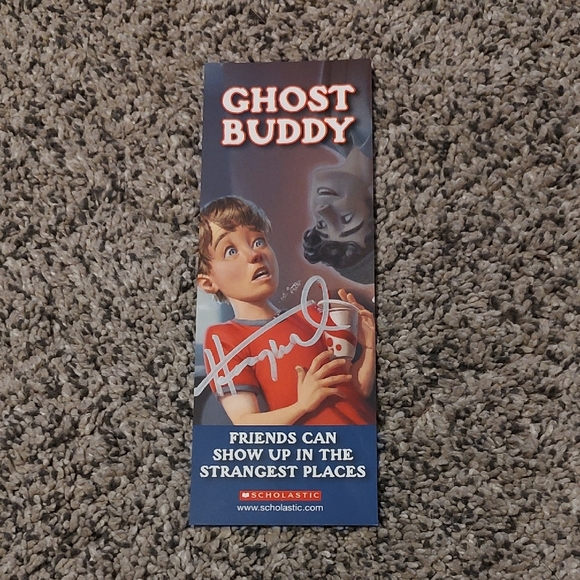 GHOST
BUDDY
FRIENDS CAN
SHOW UP IN THE
STRANGEST PLACES
SCHOLASTIC
www.scholastic.com